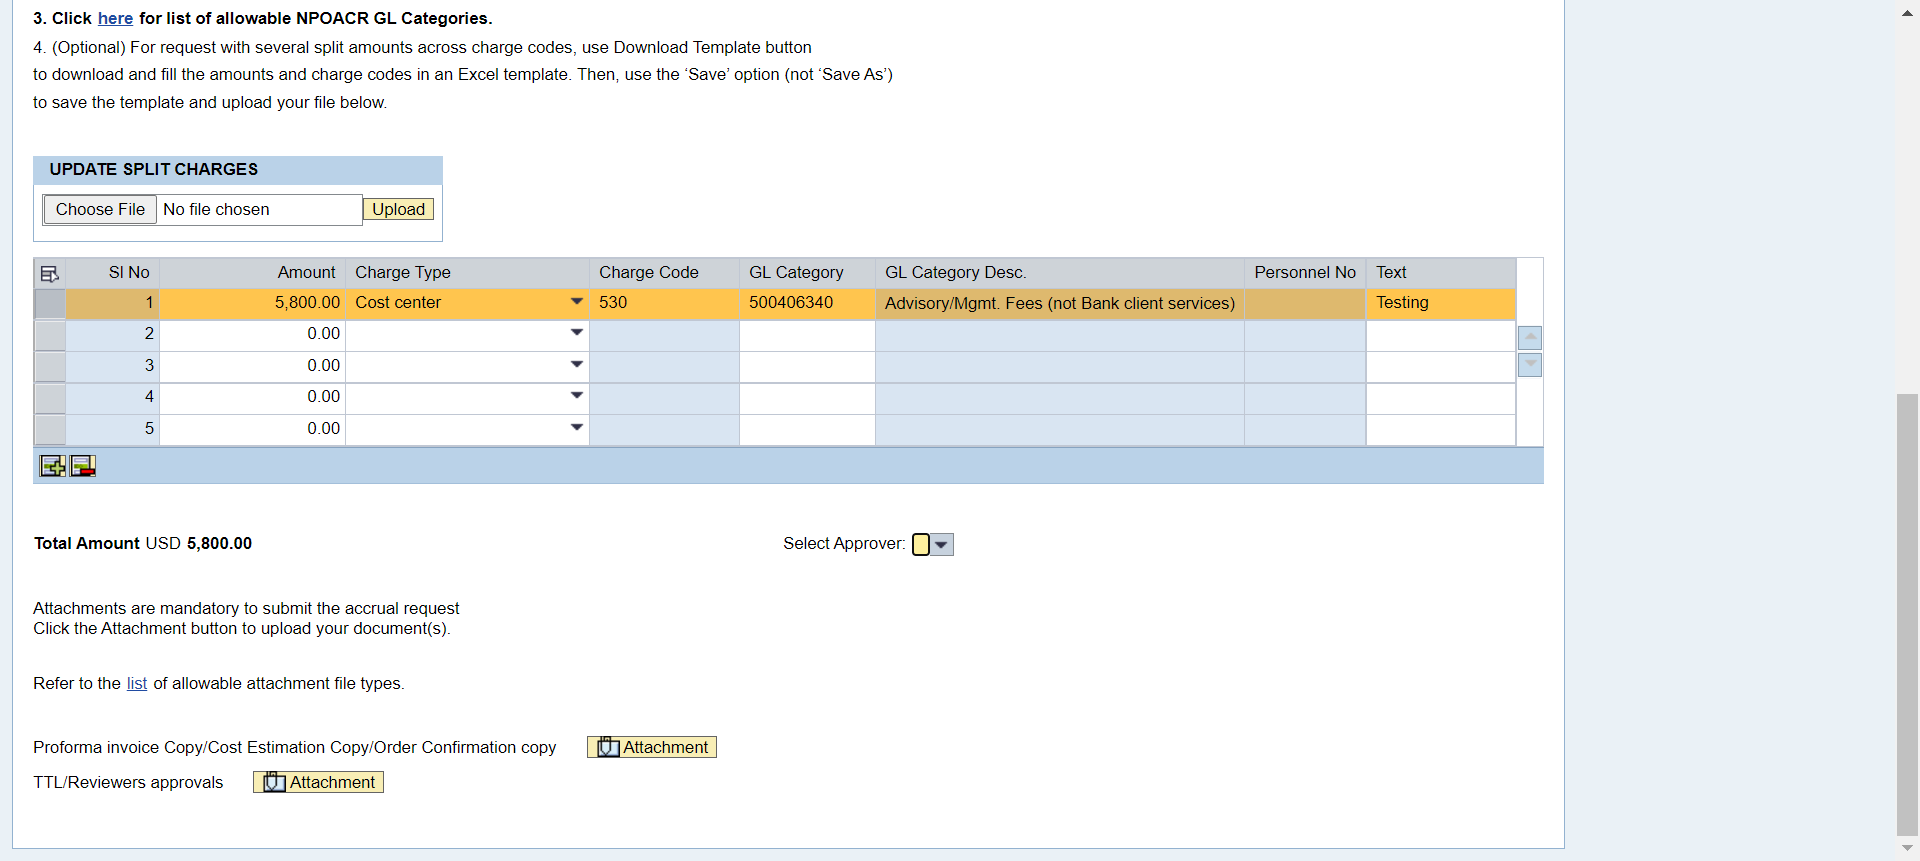 3. Click here for list of allowable NPOACR GL Categories.
4. (Optional) For request with several split amounts across charge codes, use Download Template button
to download and fill the amounts and charge codes in an Excel template. Then, use the ‘Save’ option (not ‘Save As’)
to save the template and upload your file below.
UPDATE SPLIT CHARGES
Choose File No file chosen Upload
Sl No Amount Charge Type Charge Code GL Category GL Category Desc. Personnel No Text
1 5,800.00 Cost center 530 500406340 Advisory/Mgmt. Fees (not Bank client services) Testing
2 0.00
3 0.00
4 0.00
5 0.00
Total Amount USD 5,800.00 Select Approver:
Attachments are mandatory to submit the accrual request
Click the Attachment button to upload your document(s).
Refer to the list of allowable attachment file types.
Proforma invoice Copy/Cost Estimation Copy/Order Confirmation copy Attachment
TTL/Reviewers approvals Attachment